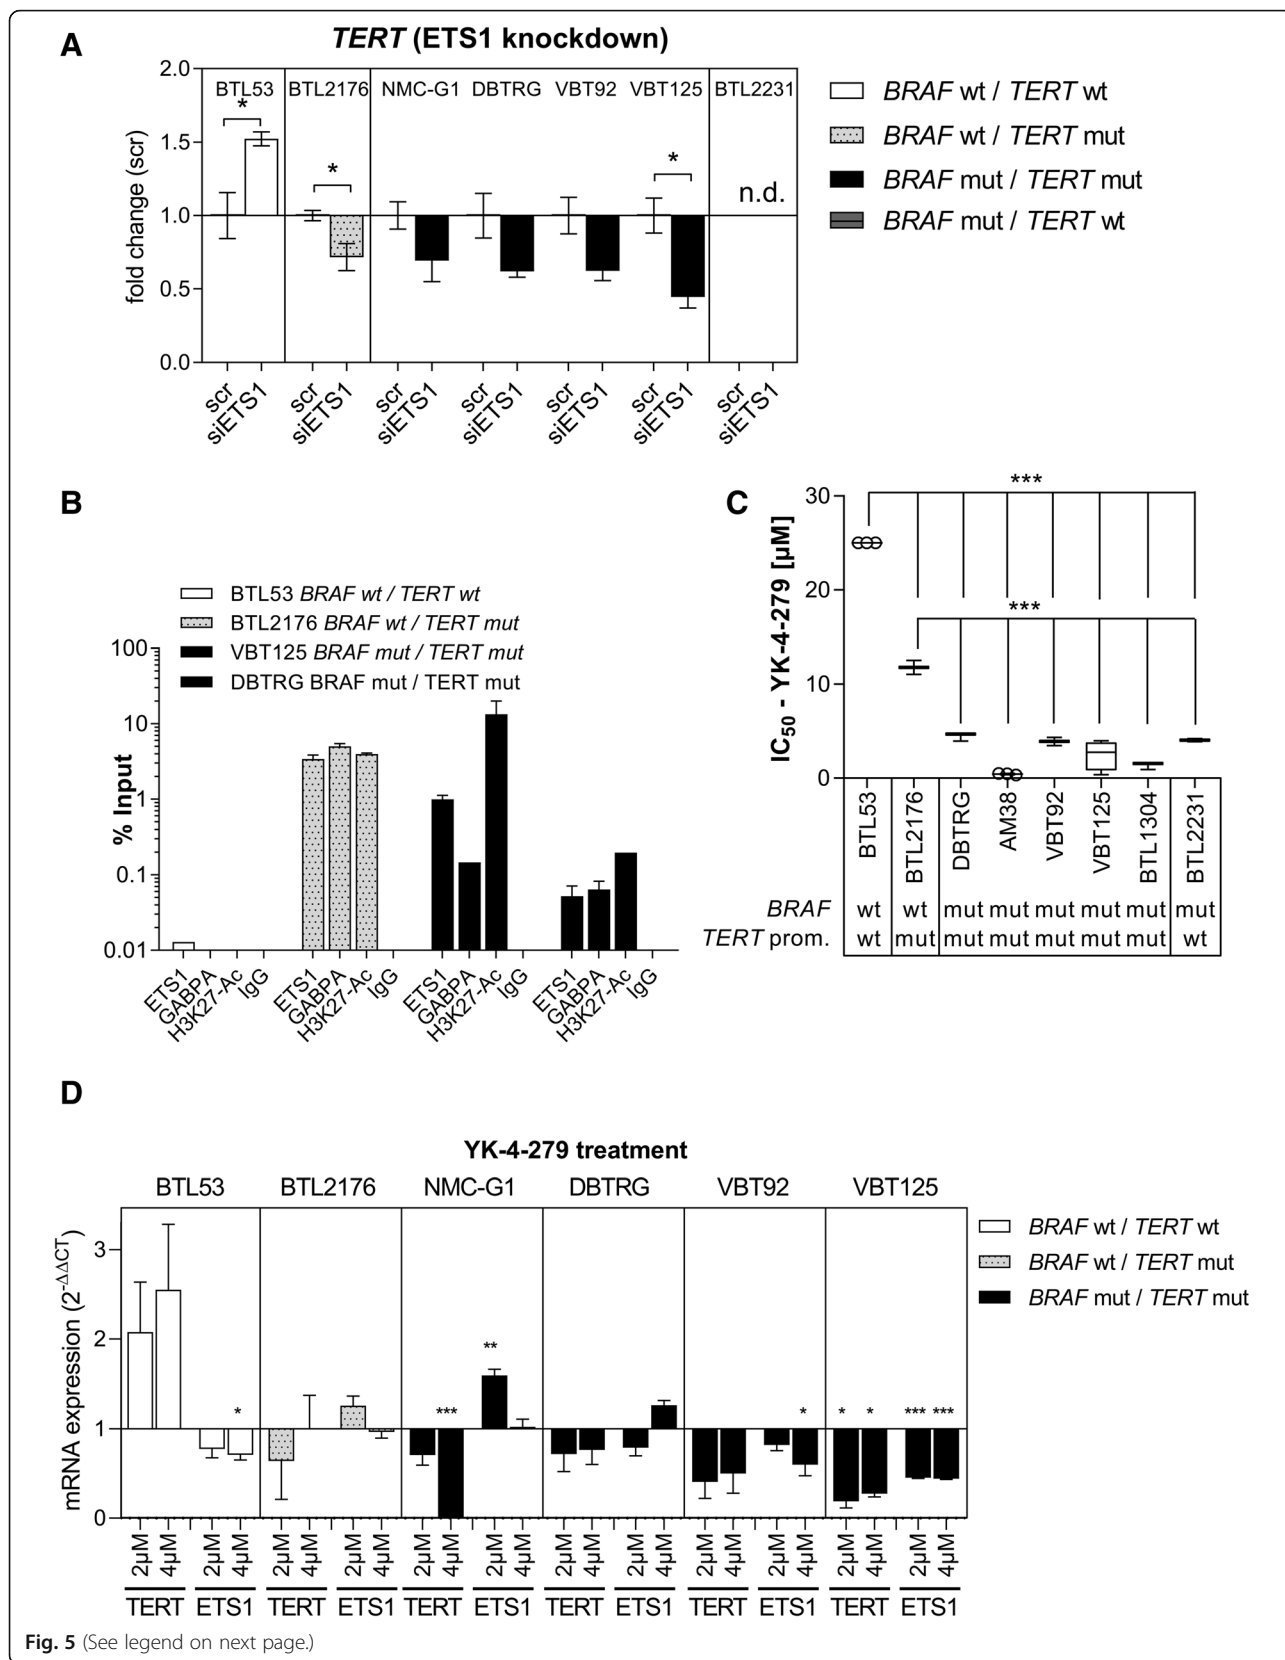 A
TERT (ETS1 knockdown)
fold change (scr)
2.0
1.5
1.0
0.5
0.0
BTL53 BTL2176 NMC-G1 DBTRG VBT92 VBT125 BTL2231
* * *
n.d.
scr siETS1 scr siETS1 scr siETS1 scr siETS1 scr siETS1 scr siETS1 scr siETS1
BRAF wt / TERT wt
BRAF wt / TERT mut
BRAF mut / TERT mut
BRAF mut / TERT wt
B
BTL53 BRAF wt / TERT wt
BTL2176 BRAF wt / TERT mut
VBT125 BRAF mut / TERT mut
DBTRG BRAF mut / TERT mut
% Input
100
10
1
0.1
0.01
ETS1 GABPA H3K27-Ac IgG ETS1 GABPA H3K27-Ac IgG ETS1 GABPA H3K27-Ac IgG ETS1 GABPA H3K27-Ac IgG
C
IC50 - YK-4-279 [µM]
30
20
10
0
***
***
BTL53 BTL2176 DBTRG AM38 VBT92 VBT125 BTL1304 BTL2231
BRAF wt wt mut mut mut mut mut mut
TERT prom. wt mut mut mut mut mut mut wt
D
YK-4-279 treatment
BTL53 BTL2176 NMC-G1 DBTRG VBT92 VBT125
mRNA expression (2-ΔΔCT)
3
2
1
0
* *** ** * * * *** ***
2µM 4µM 2µM 4µM 2µM 4µM 2µM 4µM 2µM 4µM 2µM 4µM 2µM 4µM 2µM 4µM 2µM 4µM 2µM 4µM 2µM 4µM 2µM 4µM
TERT ETS1 TERT ETS1 TERT ETS1 TERT ETS1 TERT ETS1 TERT ETS1
BRAF wt / TERT wt
BRAF wt / TERT mut
BRAF mut / TERT mut
Fig. 5 (See legend on next page.)